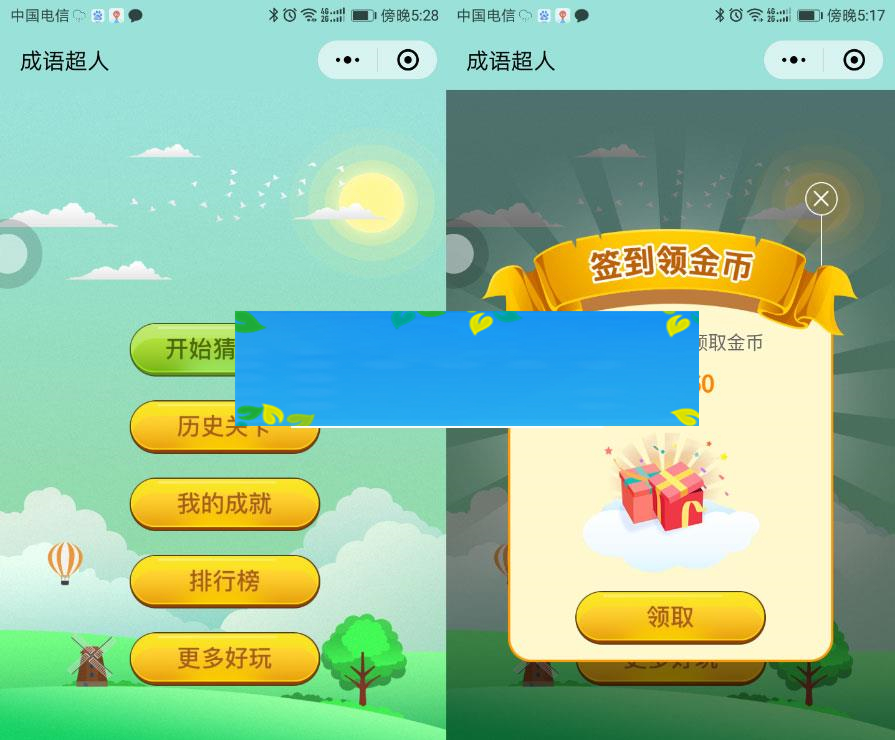 中国电信
傍晚5:28
成语超人
开始猜
历史关卡
我的成就
排行榜
更多好玩
中国电信
傍晚5:17
成语超人
签到领金币
领取金币
0
领取
更多好玩